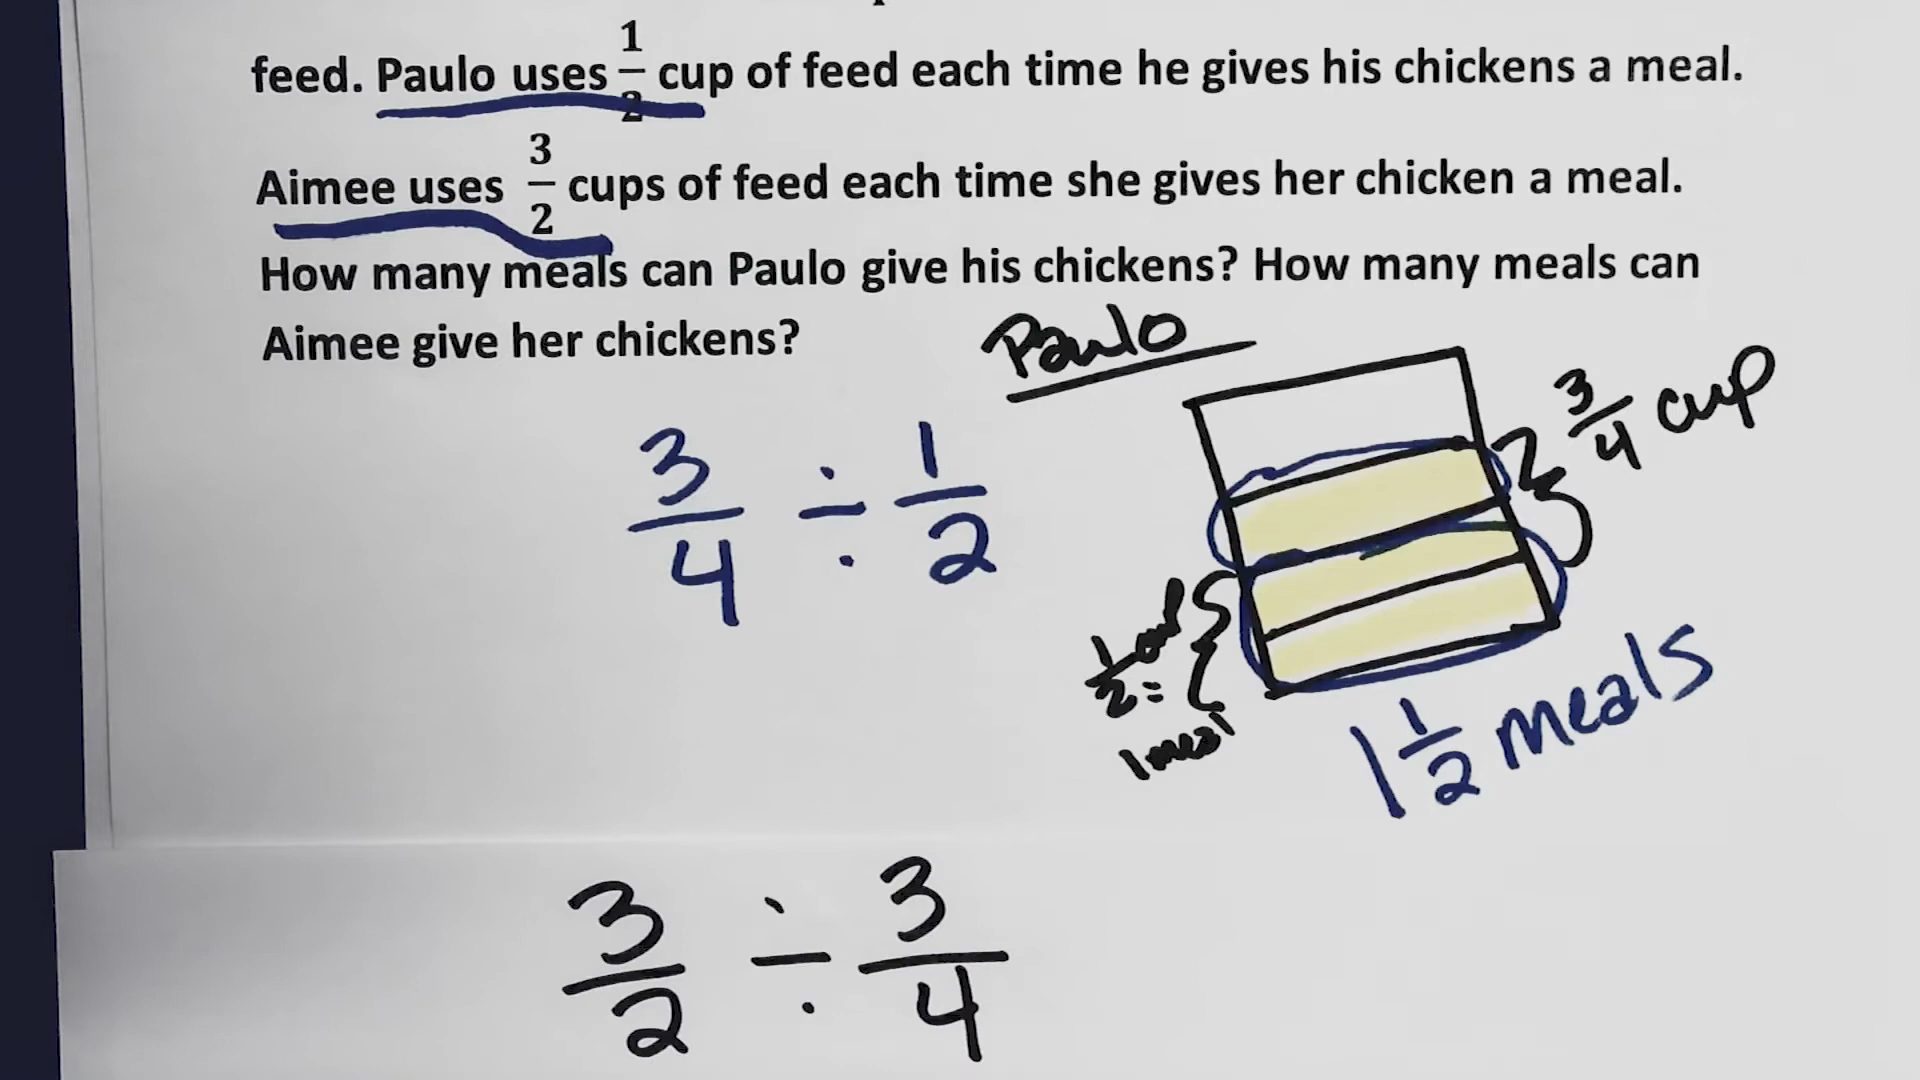 feed. Paulo uses 1/2 cup of feed each time he gives his chickens a meal.
Aimee uses 3/2 cups of feed each time she gives her chicken a meal.
How many meals can Paulo give his chickens? How many meals can
Aimee give her chickens?
Paulo
3/4 cup
3/4 ÷ 1/2
1/2 =
1 meal
1 1/2 meals
3/2 ÷ 3/4